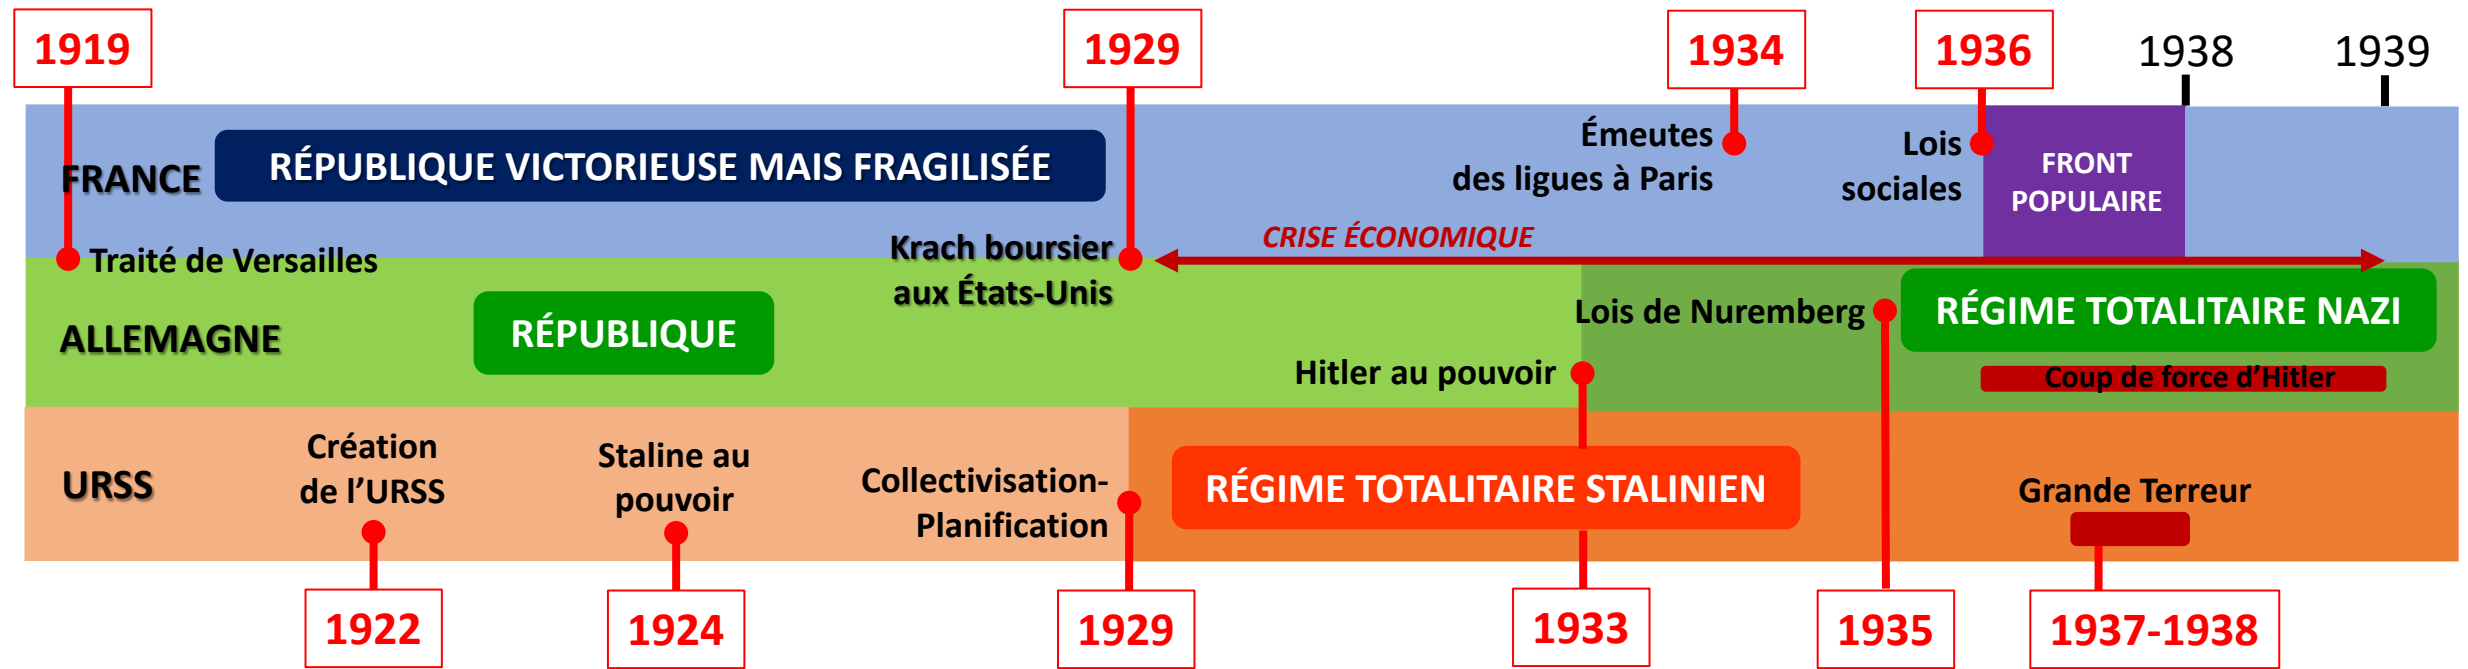 1919
1929
1934
1936
1938
1939
FRANCE
RÉPUBLIQUE VICTORIEUSE MAIS FRAGILISÉE
Émeutes
des ligues à Paris
Lois
sociales
FRONT
POPULAIRE
Traité de Versailles
Krach boursier
aux États-Unis
CRISE ÉCONOMIQUE
ALLEMAGNE
RÉPUBLIQUE
Hitler au pouvoir
Lois de Nuremberg
RÉGIME TOTALITAIRE NAZI
Coup de force d’Hitler
URSS
Création
de l’URSS
Staline au
pouvoir
Collectivisation-
Planification
RÉGIME TOTALITAIRE STALINIEN
Grande Terreur
1922
1924
1929
1933
1935
1937-1938